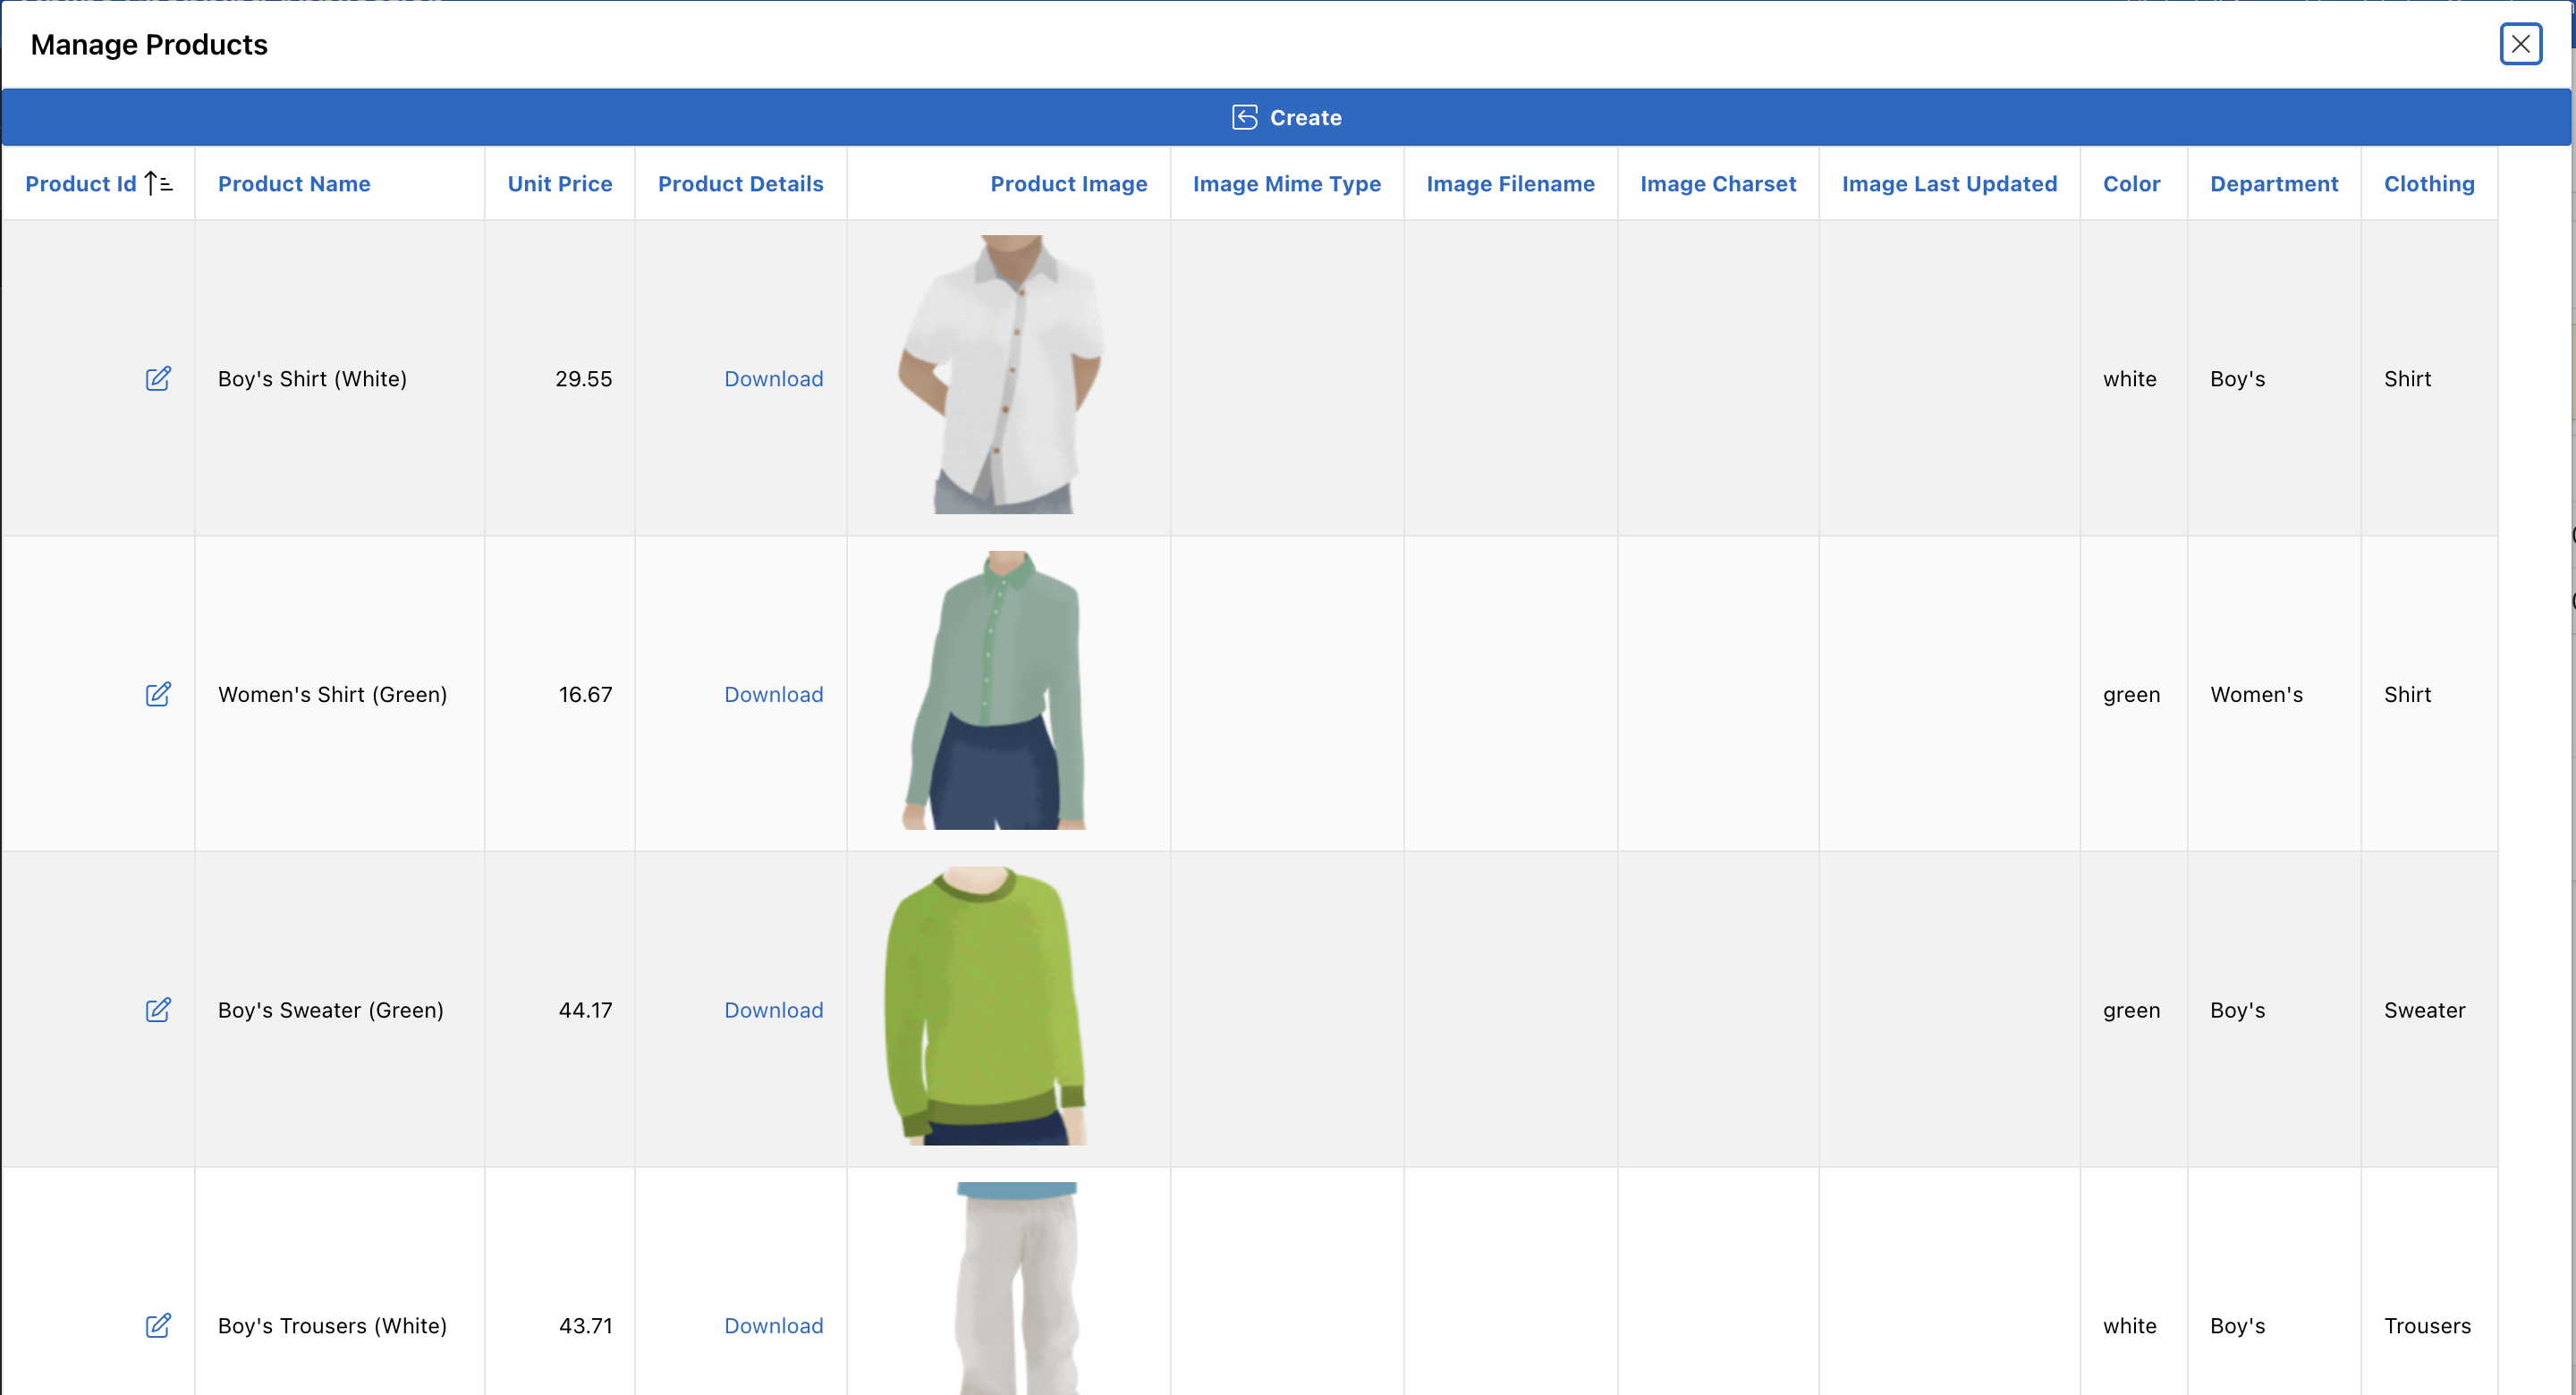 Manage Products
Create
Product Id Product Name Unit Price Product Details Product Image Image Mime Type Image Filename Image Charset Image Last Updated Color Department Clothing
Boy's Shirt (White) 29.55 Download white Boy's Shirt
Women's Shirt (Green) 16.67 Download green Women's Shirt
Boy's Sweater (Green) 44.17 Download green Boy's Sweater
Boy's Trousers (White) 43.71 Download white Boy's Trousers